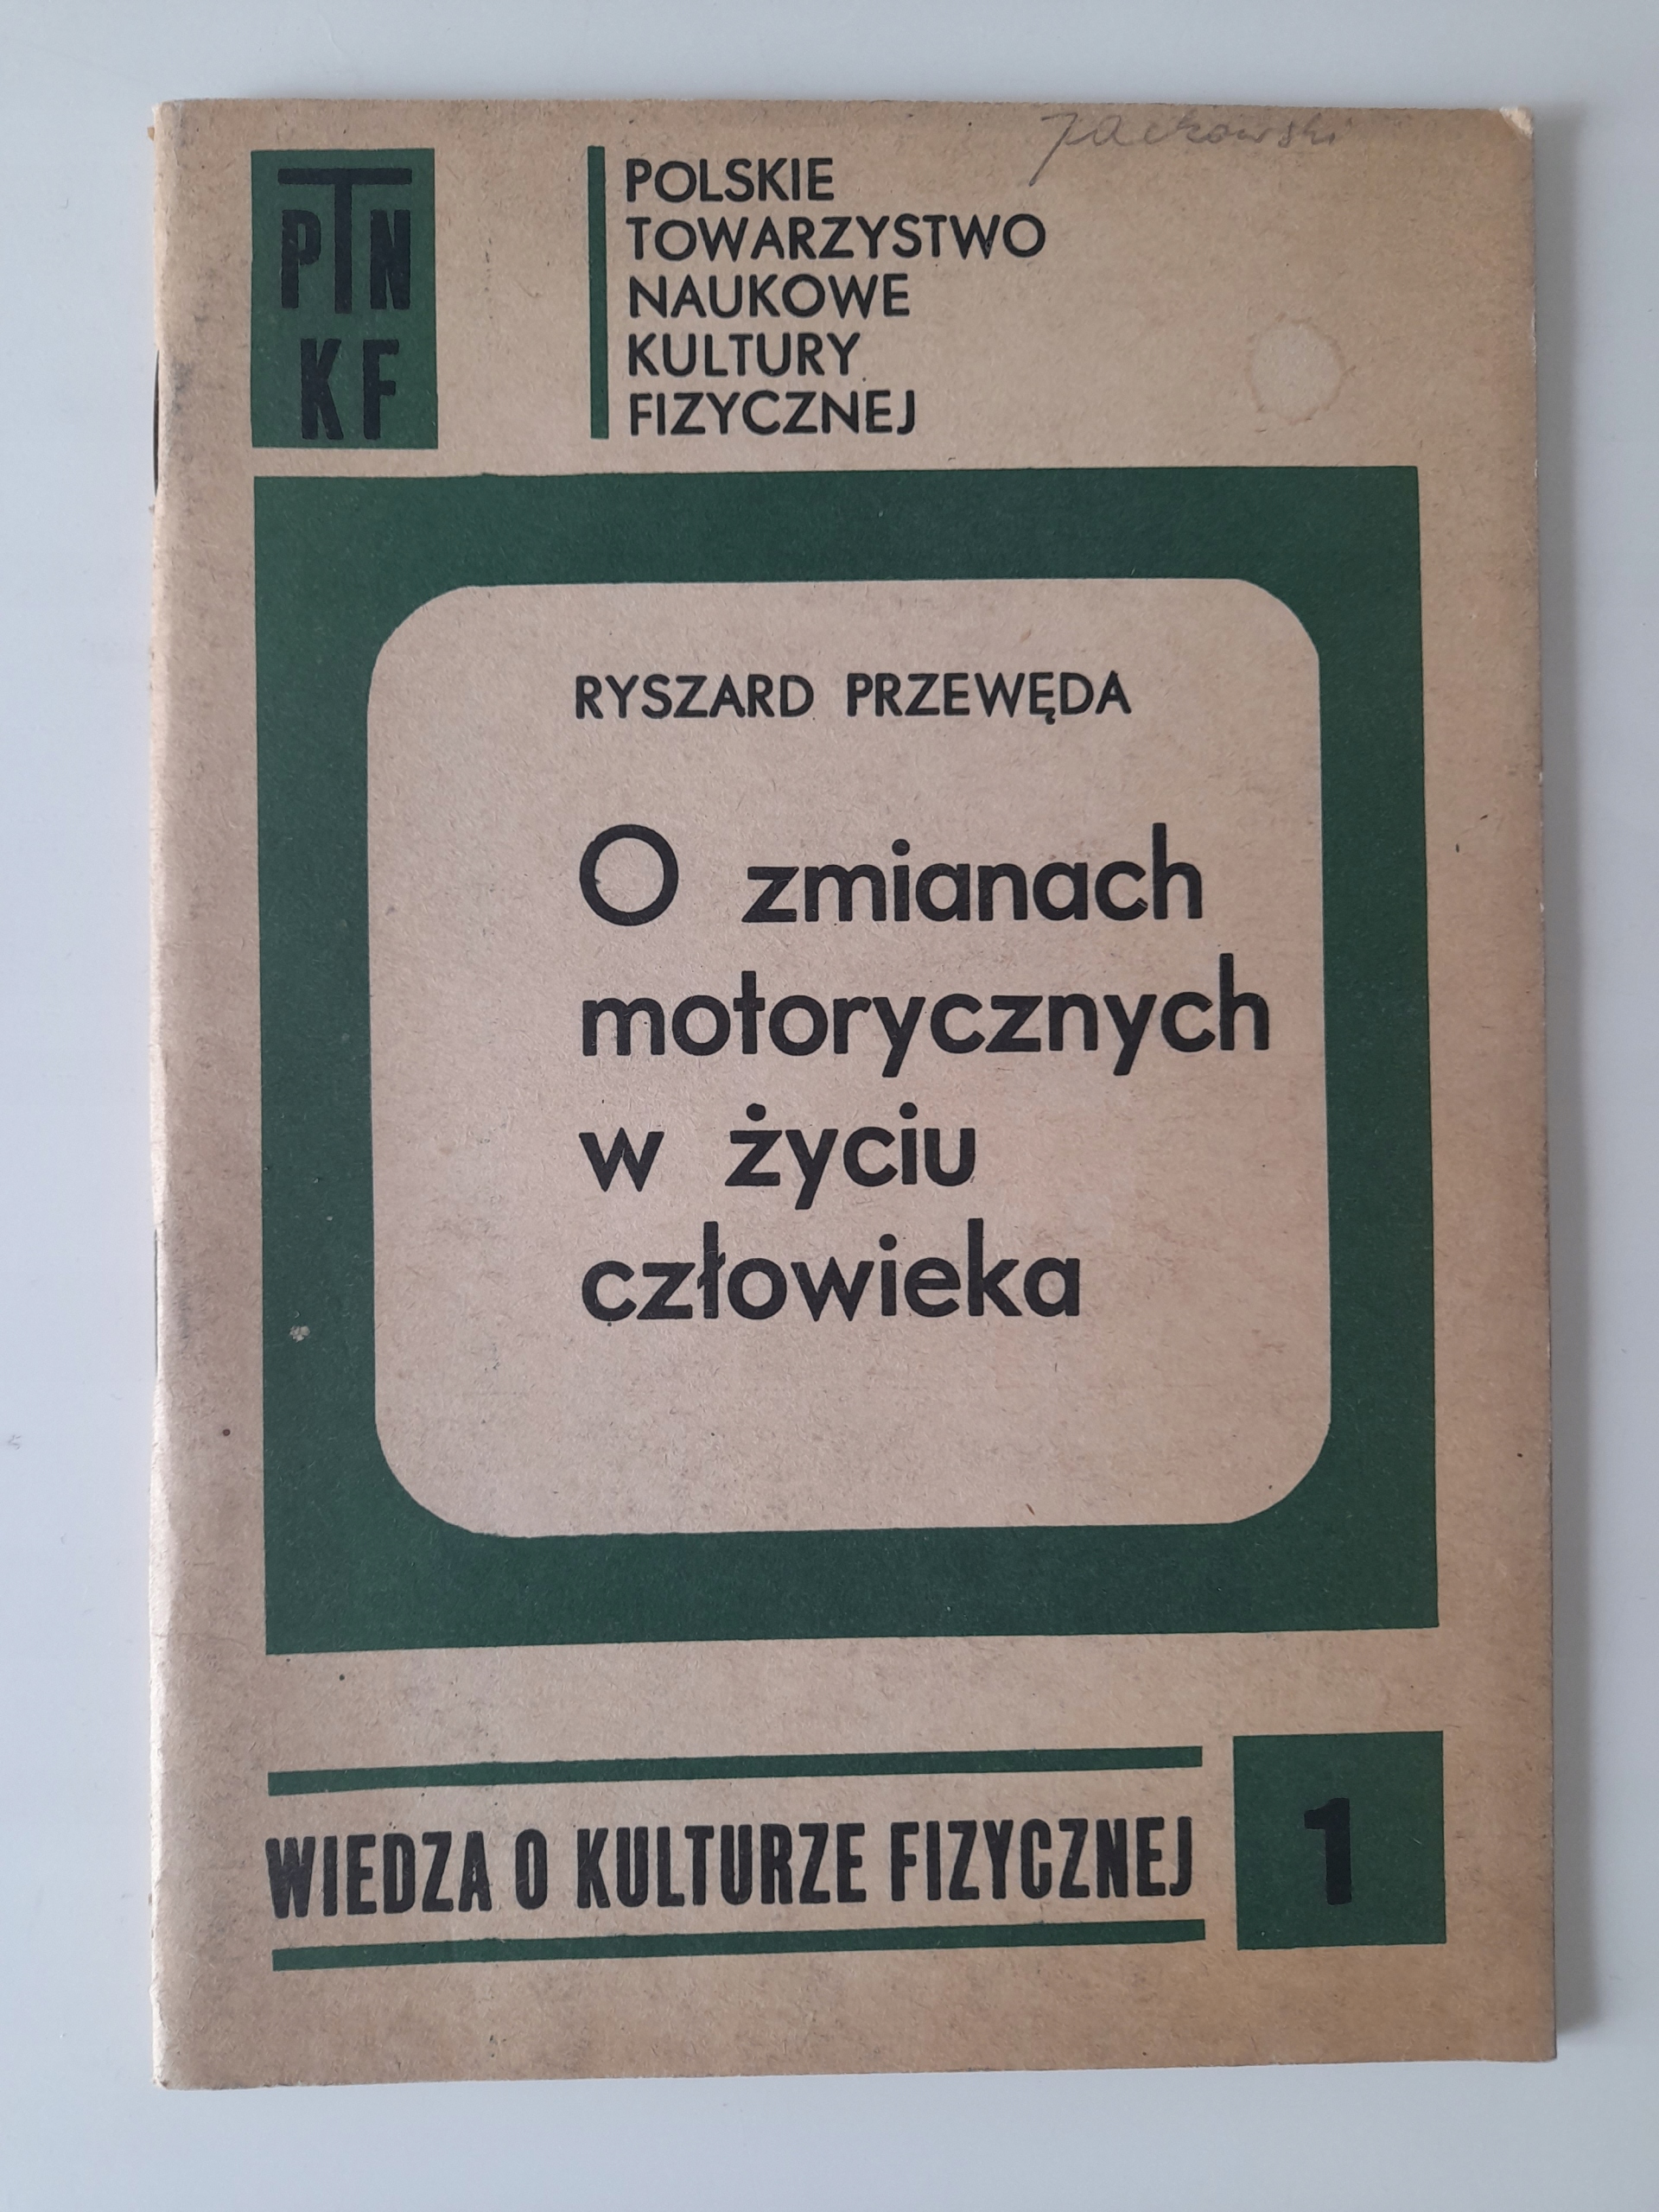 Jackowski
PTN
KF
POLSKIE
TOWARZYSTWO
NAUKOWE
KULTURY
FIZYCZNEJ
RYSZARD PRZEWĘDA
O zmianach
motorycznych
w życiu
człowieka
WIEDZA O KULTURZE FIZYCZNEJ
1